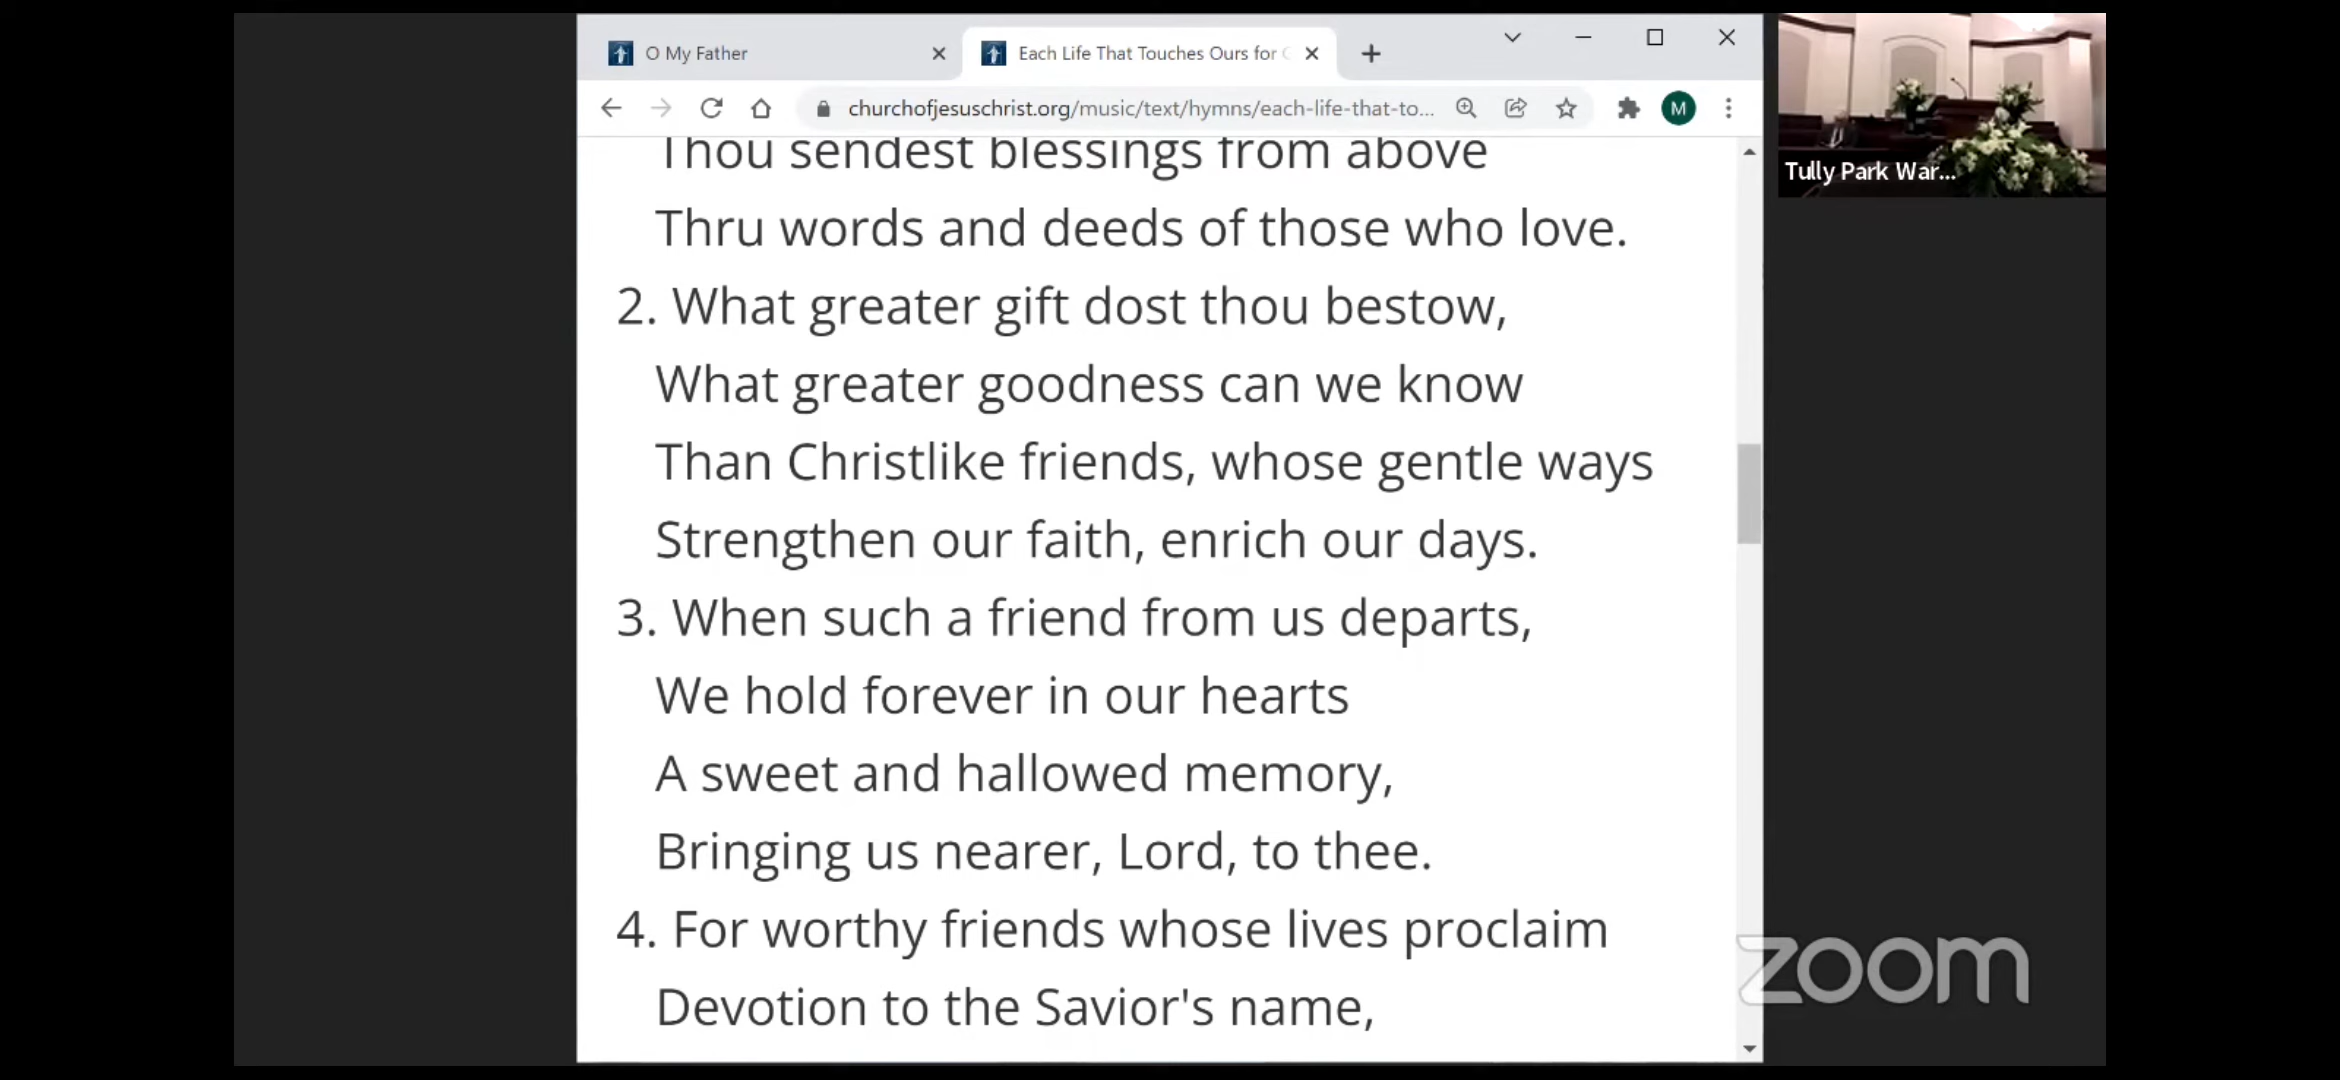 O My Father
Each Life That Touches Ours for
churchofjesuschrist.org/music/text/hymns/each-life-that-to...
M
Tully Park War...
Thou sendest blessings from above
Thru words and deeds of those who love.
2. What greater gift dost thou bestow,
What greater goodness can we know
Than Christlike friends, whose gentle ways
Strengthen our faith, enrich our days.
3. When such a friend from us departs,
We hold forever in our hearts
A sweet and hallowed memory,
Bringing us nearer, Lord, to thee.
4. For worthy friends whose lives proclaim
Devotion to the Savior's name,
zoom